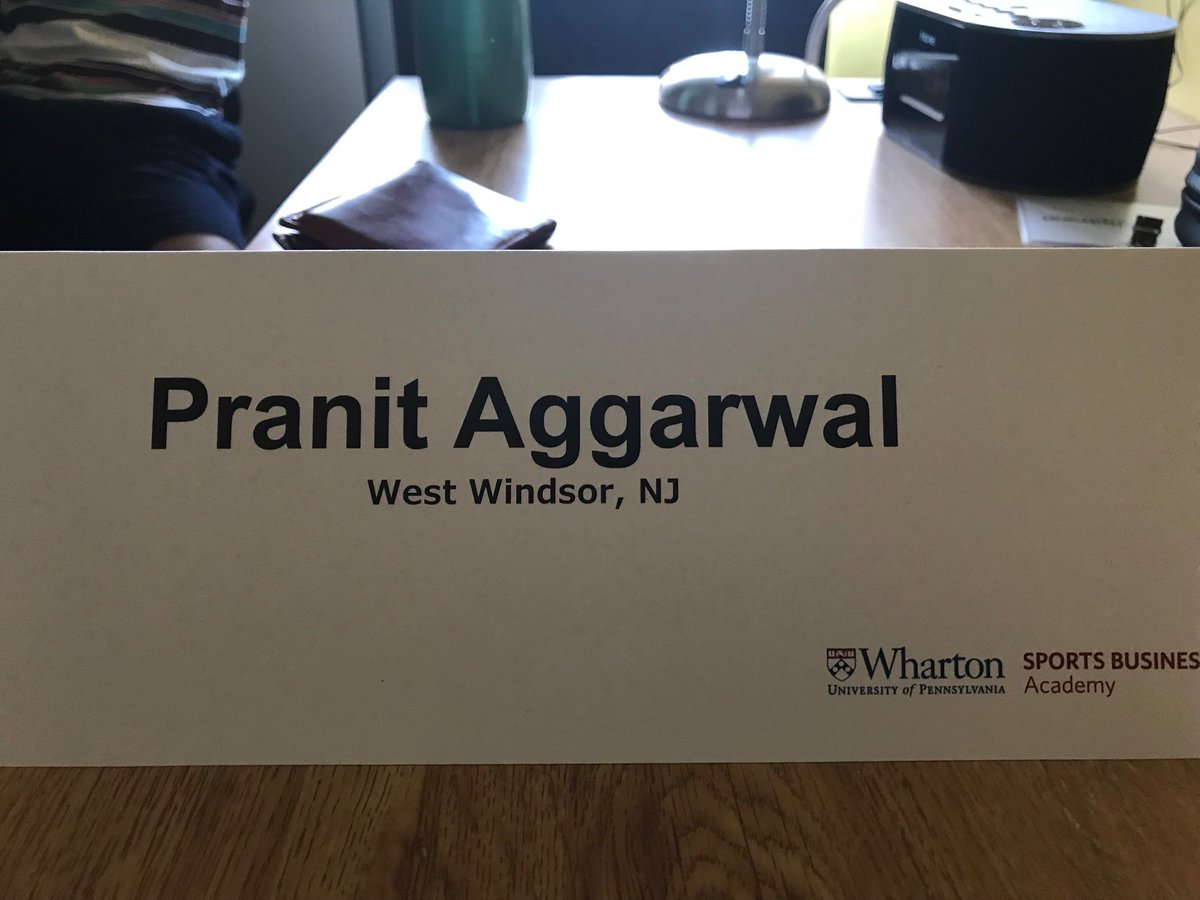 Pranit Aggarwal
West Windsor, NJ
Wharton
UNIVERSITY of PENNSYLVANIA
SPORTS BUSINES
Academy